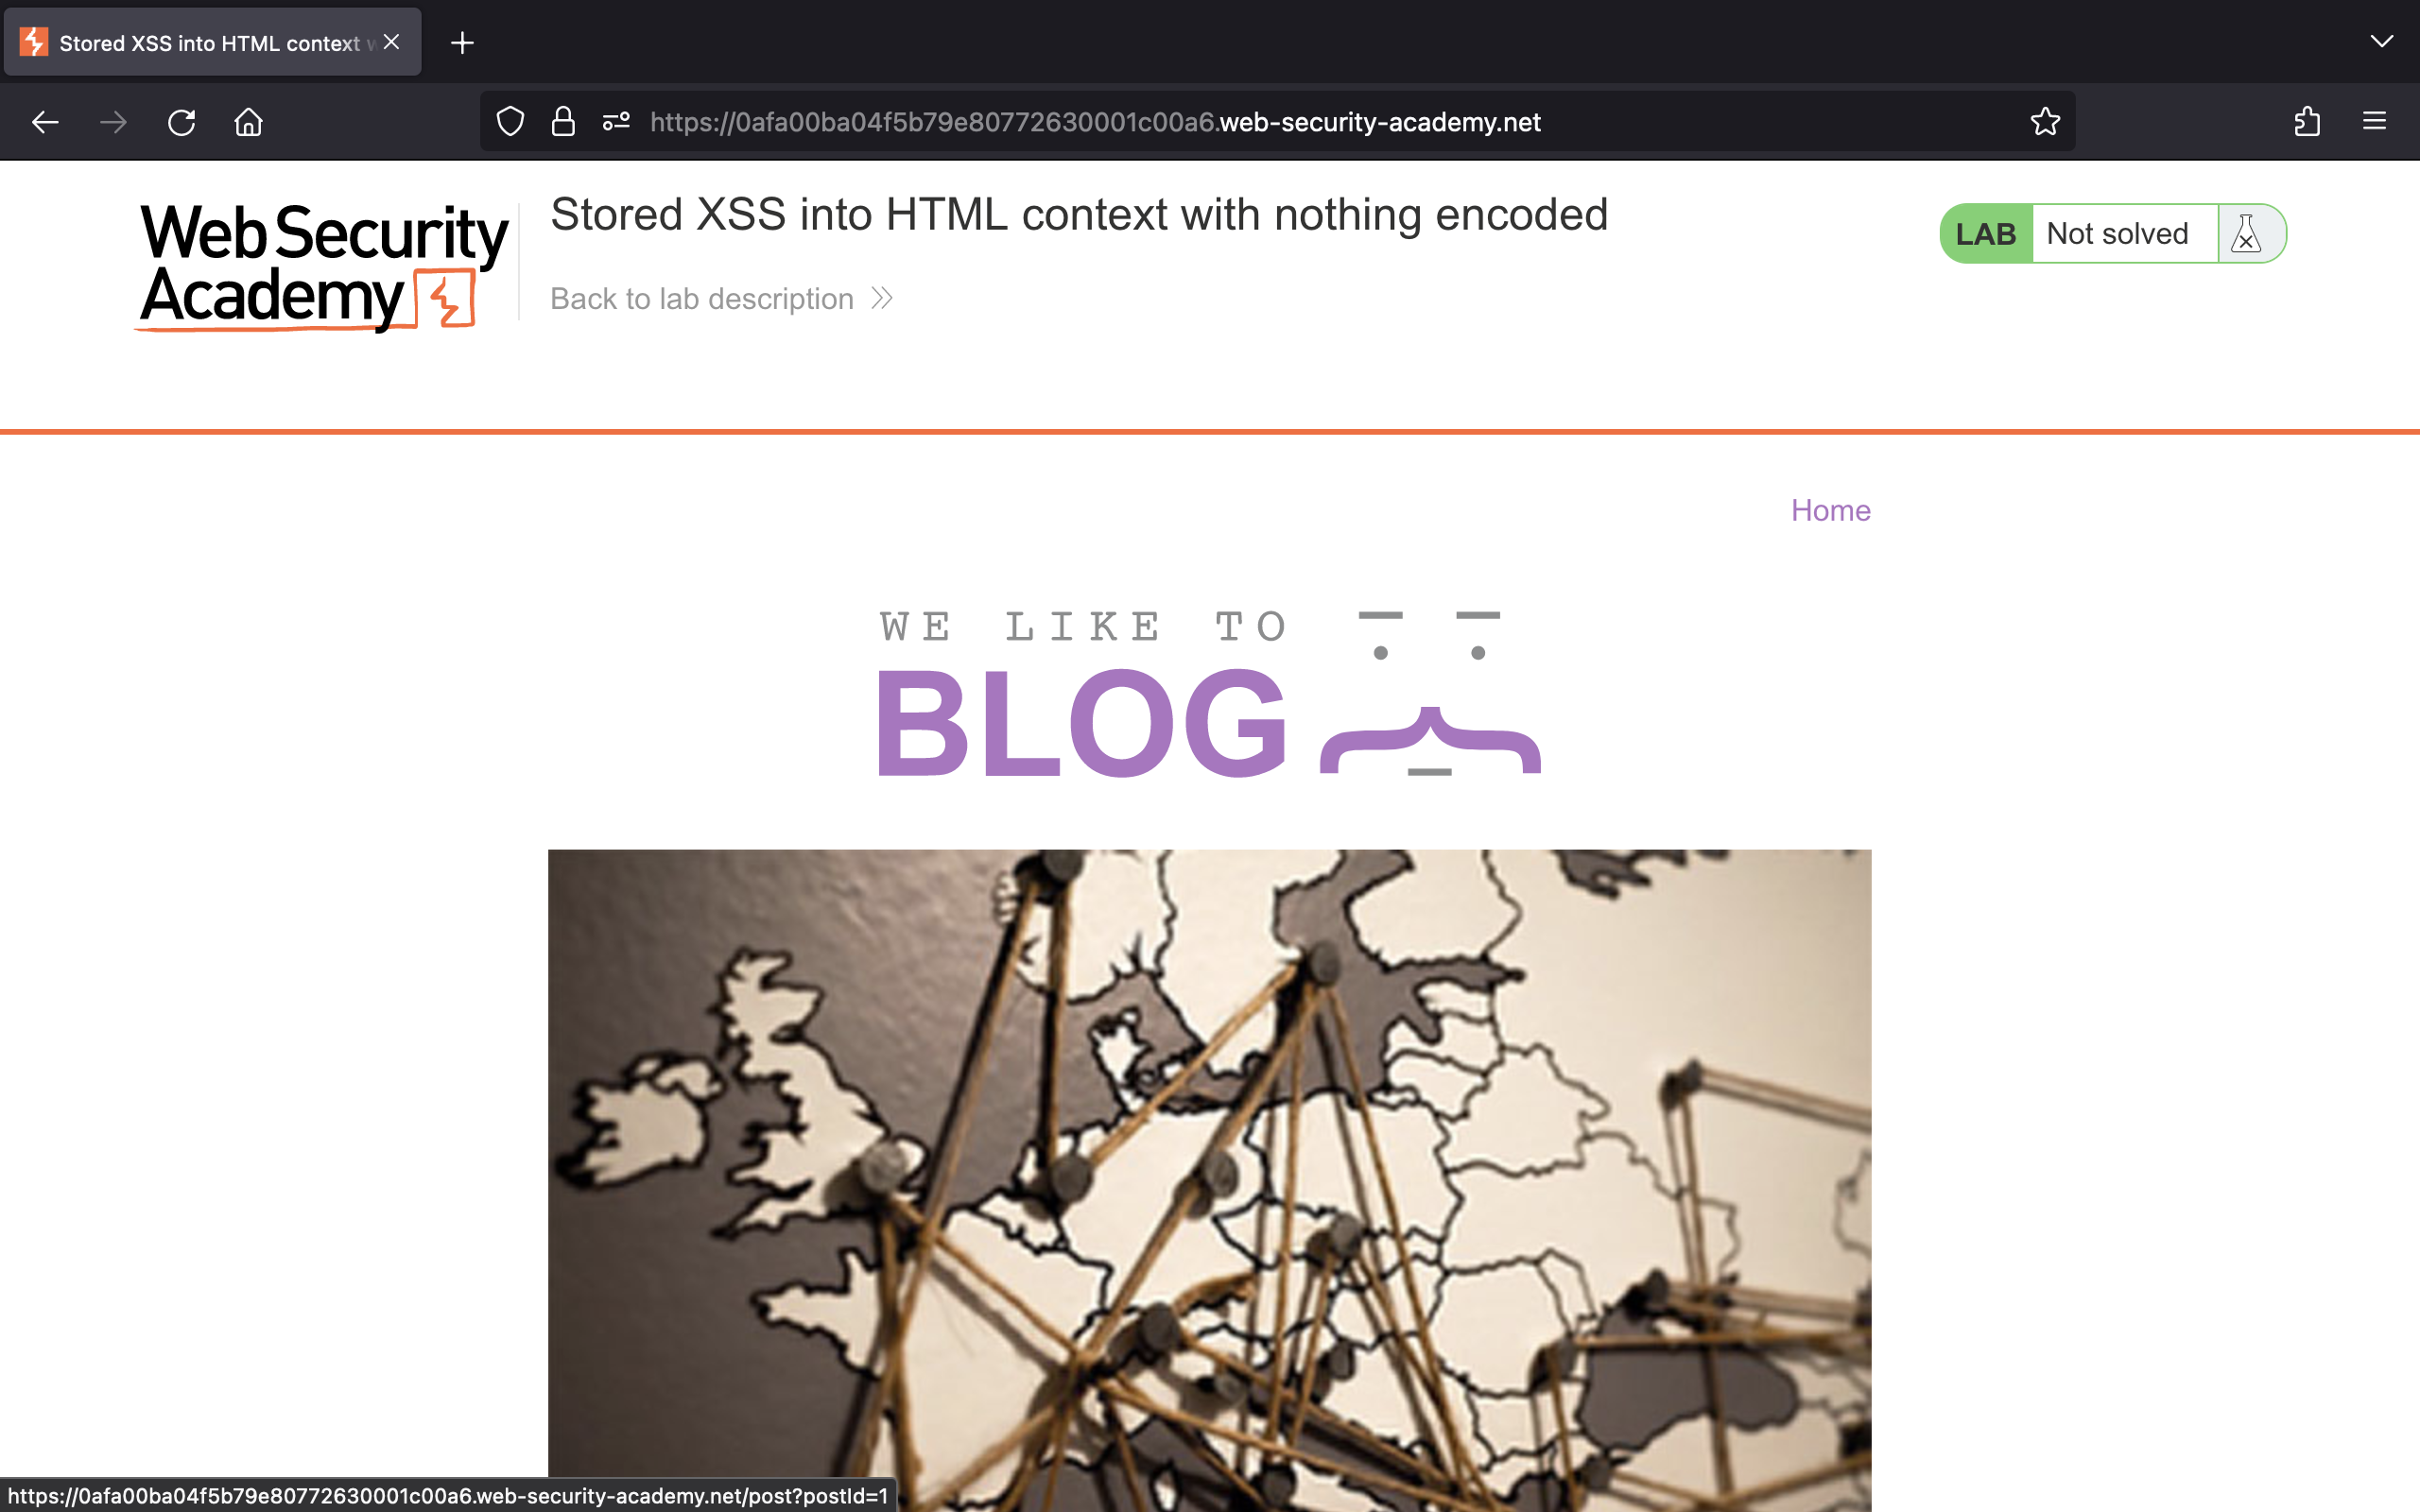 Stored XSS into HTML context w
https://0afa00ba04f5b79e80772630001c00a6.web-security-academy.net
Web Security
Academy
Stored XSS into HTML context with nothing encoded
Back to lab description
LAB Not solved
Home
WE LIKE TO
BLOG
https://0afa00ba04f5b79e80772630001c00a6.web-security-academy.net/post?postId=1